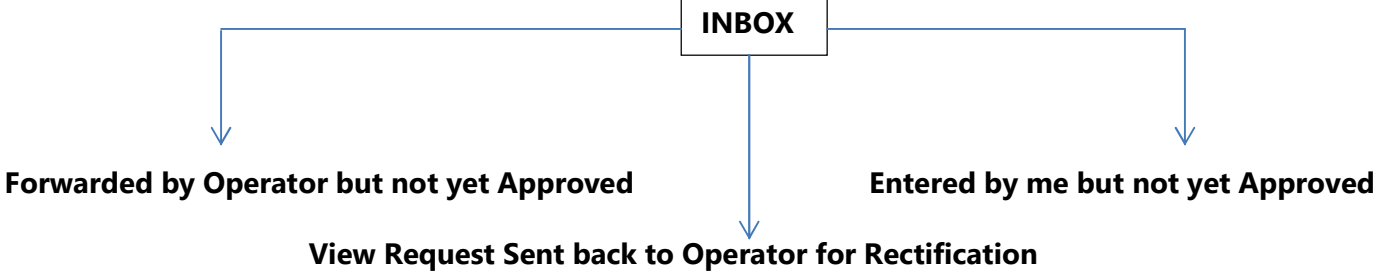 INBOX
Forwarded by Operator but not yet Approved
Entered by me but not yet Approved
View Request Sent back to Operator for Rectification